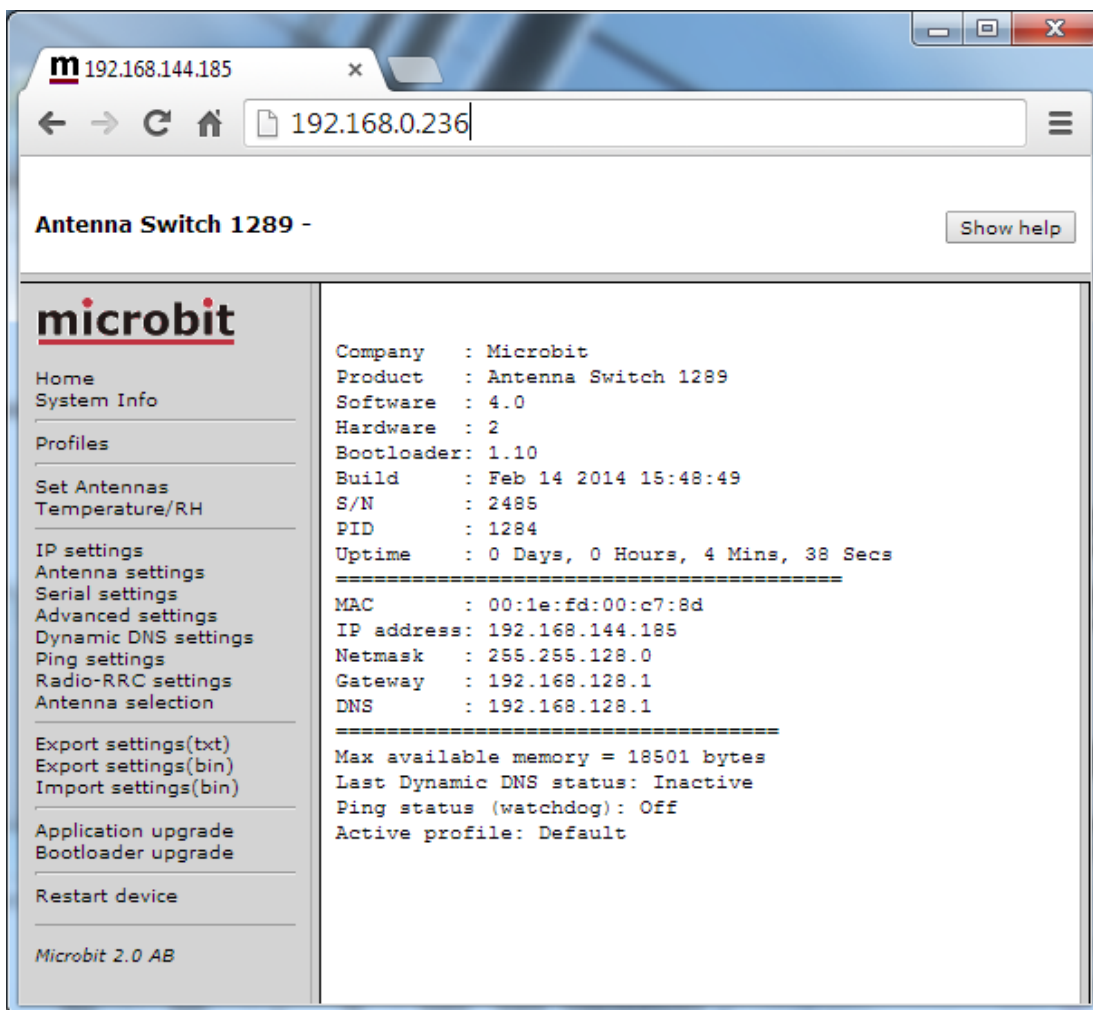 192.168.144.185
192.168.0.236
Antenna Switch 1289 -
Show help
microbit
Home
System Info
Profiles
Set Antennas
Temperature/RH
IP settings
Antenna settings
Serial settings
Advanced settings
Dynamic DNS settings
Ping settings
Radio-RRC settings
Antenna selection
Export settings(txt)
Export settings(bin)
Import settings(bin)
Application upgrade
Bootloader upgrade
Restart device
Microbit 2.0 AB
Company   : Microbit
Product   : Antenna Switch 1289
Software  : 4.0
Hardware  : 2
Bootloader: 1.10
Build     : Feb 14 2014 15:48:49
S/N       : 2485
PID       : 1284
Uptime    : 0 Days, 0 Hours, 4 Mins, 38 Secs
========================================
MAC       : 00:1e:fd:00:c7:8d
IP address: 192.168.144.185
Netmask   : 255.255.128.0
Gateway   : 192.168.128.1
DNS       : 192.168.128.1
===================================
Max available memory = 18501 bytes
Last Dynamic DNS status: Inactive
Ping status (watchdog): Off
Active profile: Default